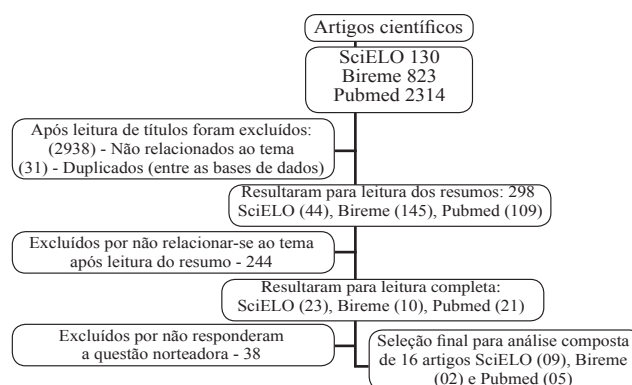 Artigos científicos
SciELO 130
Bireme 823
Pubmed 2314
Após leitura de títulos foram excluídos:
(2938) - Não relacionados ao tema
(31) - Duplicados (entre as bases de dados)
Resultaram para leitura dos resumos: 298
SciELO (44), Bireme (145), Pubmed (109)
Excluídos por não relacionar-se ao tema
após leitura do resumo - 244
Resultaram para leitura completa:
SciELO (23), Bireme (10), Pubmed (21)
Excluídos por não responderam
a questão norteadora - 38
Seleção final para análise composta
de 16 artigos SciELO (09), Bireme
(02) e Pubmed (05)